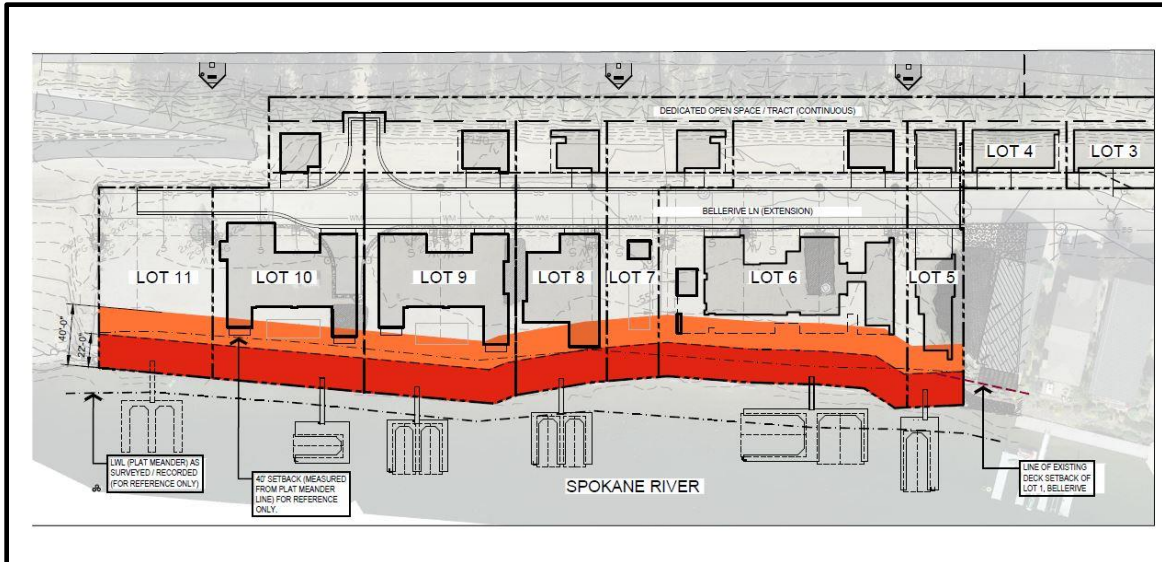 DEDICATED OPEN SPACE / TRACT (CONTINUOUS)
LOT 4
LOT 3
BELLERIVE LN (EXTENSION)
LOT 11
LOT 10
LOT 9
LOT 8
LOT 7
LOT 6
LOT 5
40'-0"
22'-0"
LWL (PLAT MEANDER) AS
SURVEYED / RECORDED
(FOR REFERENCE ONLY)
40' SETBACK (MEASURED
FROM PLAT MEANDER
LINE) FOR REFERENCE
ONLY.
SPOKANE RIVER
LINE OF EXISTING
DECK SETBACK OF
LOT 1, BELLERIVE